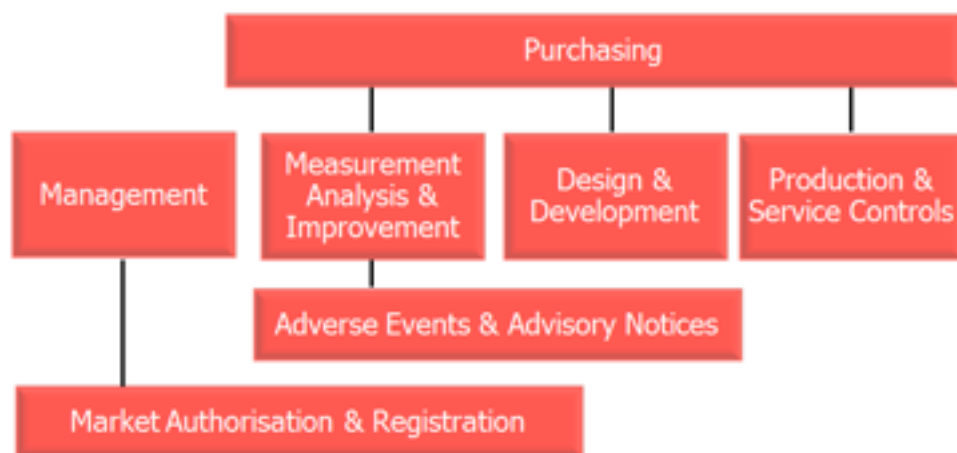 Purchasing
Management
Measurement
Analysis &
Improvement
Design &
Development
Production &
Service Controls
Adverse Events & Advisory Notices
Market Authorisation & Registration